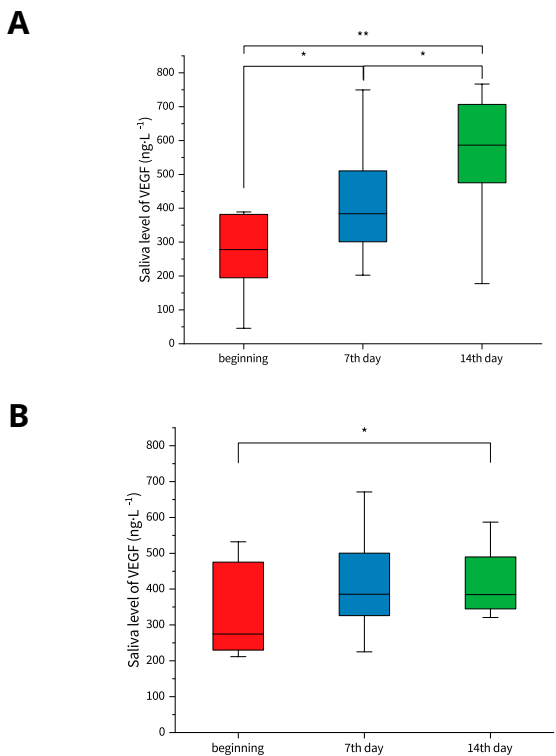 A
**
*
*
800
700
600
500
400
300
200
100
0
Saliva level of VEGF (ng·L -1)
beginning
7th day
14th day
B
*
800
700
600
500
400
300
200
100
0
Saliva level of VEGF (ng·L -1)
beginning
7th day
14th day